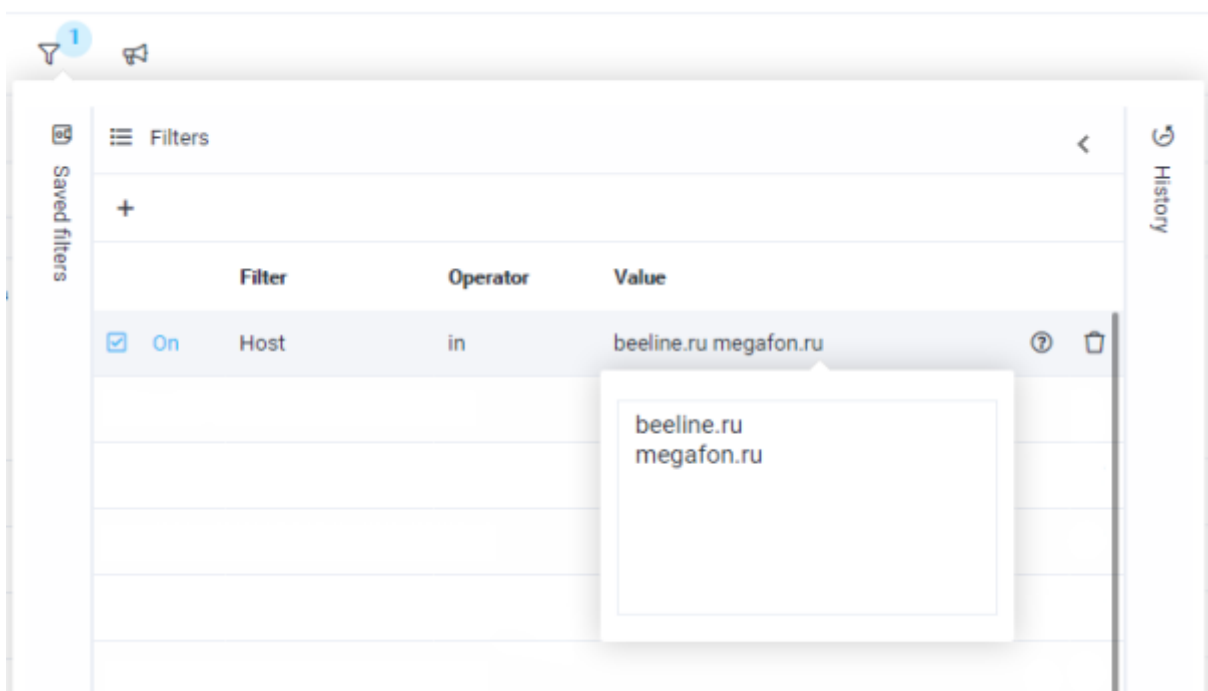 1
Saved filters
Filters
History
+
Filter Operator Value
On Host in beeline.ru megafon.ru
beeline.ru
megafon.ru